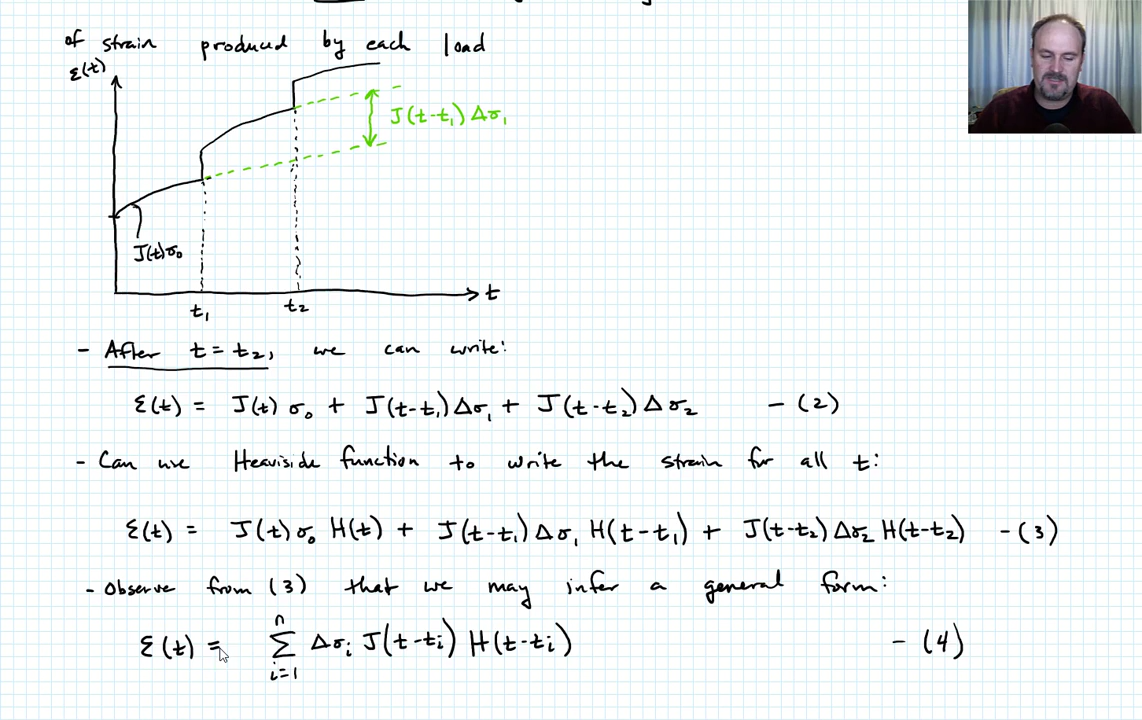 of strain produced by each load
ε(t)
J(t-t₁) Δσ₁
J(t)σ₀
t
t₁
t₂
- After t = t₂, we can write:
ε(t) = J(t) σ₀ + J(t-t₁) Δσ₁ + J(t-t₂) Δσ₂ - (2)
- Can use Heaviside function to write the strain for all t:
ε(t) = J(t) σ₀ H(t) + J(t-t₁) Δσ₁ H(t-t₁) + J(t-t₂) Δσ₂ H(t-t₂) - (3)
- Observe from (3) that we may infer a general form:
ε(t) = ∑ᵢ₌₁ⁿ Δσᵢ J(t-tᵢ) H(t-tᵢ) - (4)